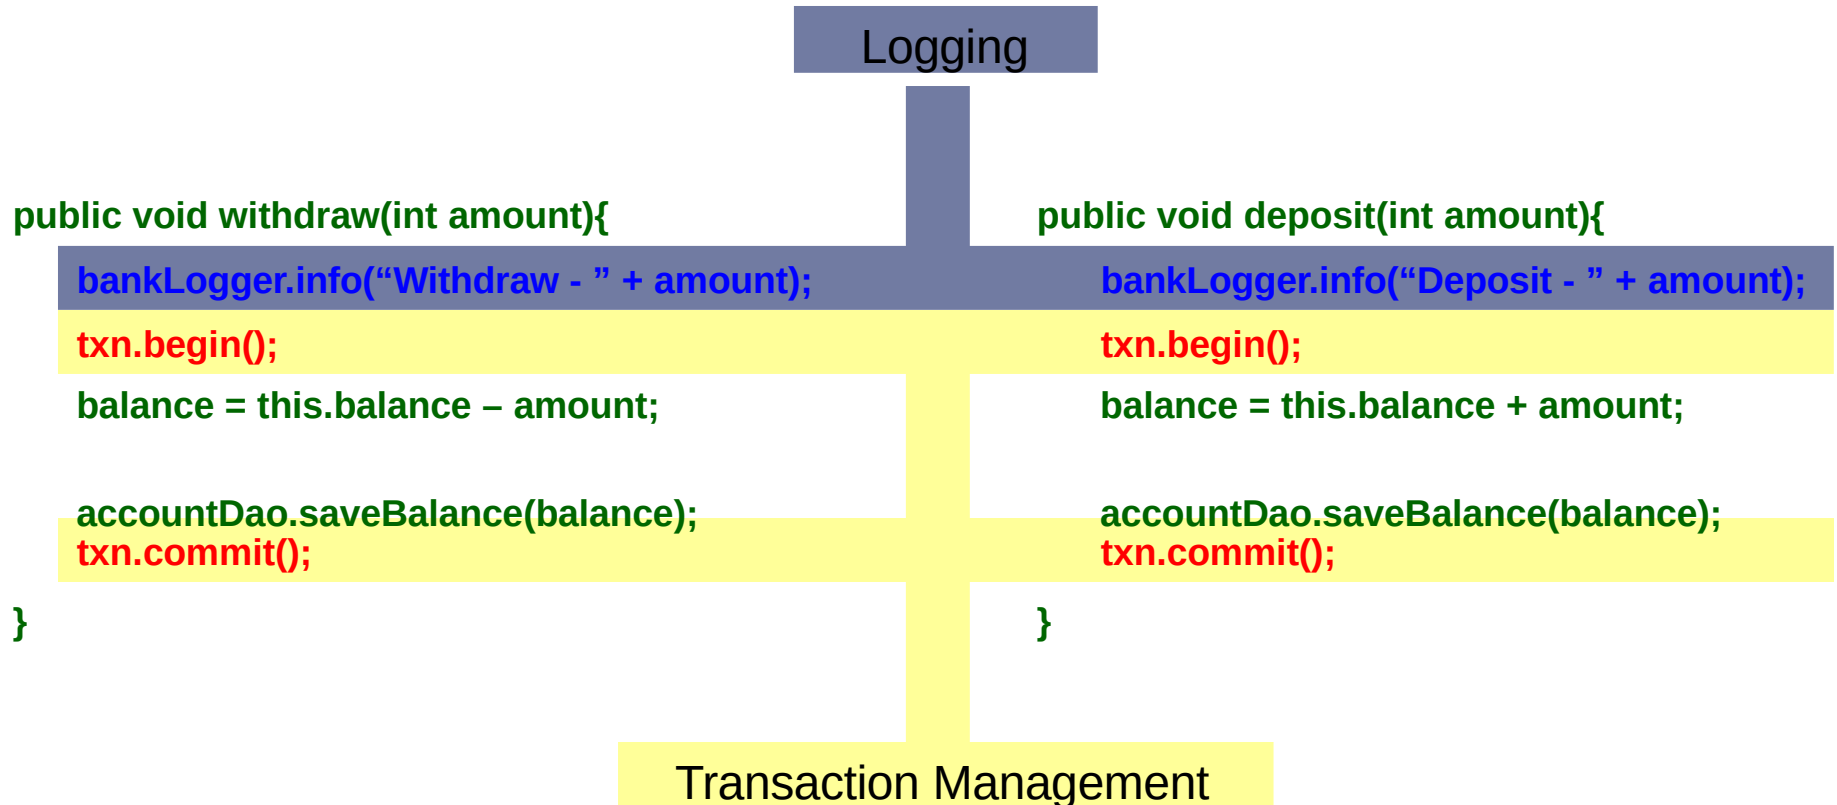 Logging
public void withdraw(int amount){
bankLogger.info(“Withdraw - ” + amount);
txn.begin();
balance = this.balance – amount;
accountDao.saveBalance(balance);
txn.commit();
}
public void deposit(int amount){
bankLogger.info(“Deposit - ” + amount);
txn.begin();
balance = this.balance + amount;
accountDao.saveBalance(balance);
txn.commit();
}
Transaction Management